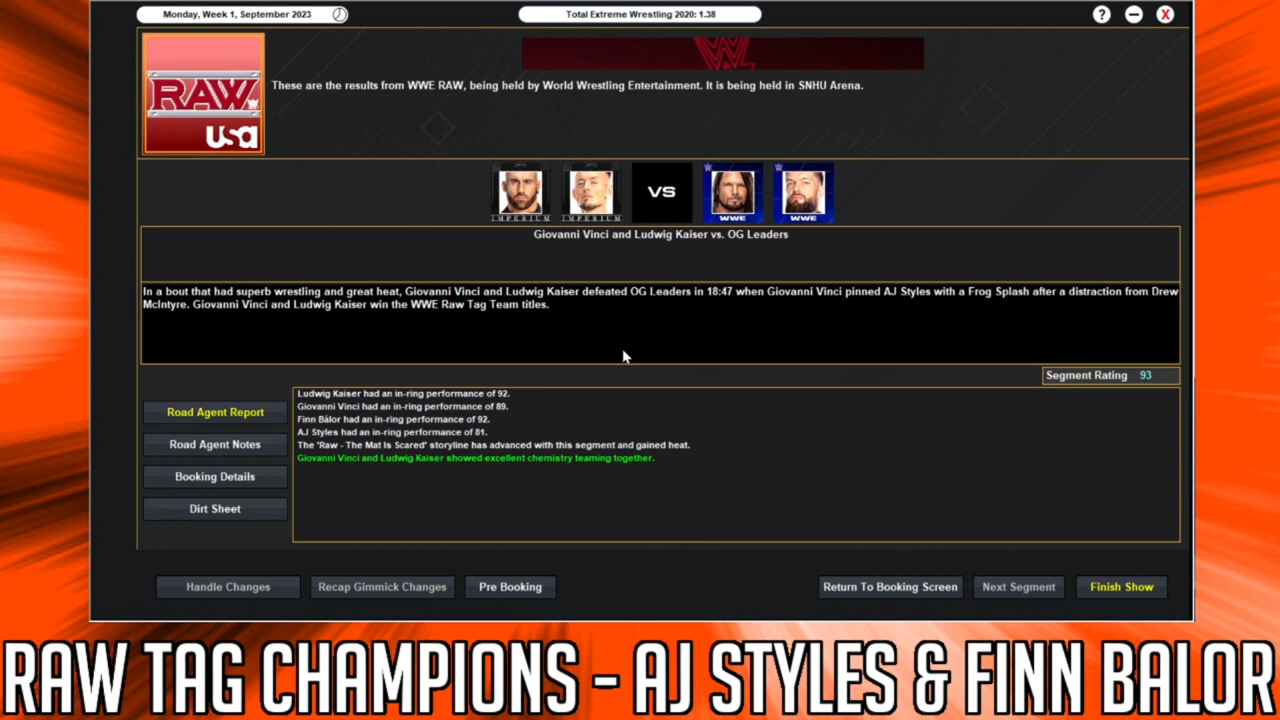 Monday, Week 1, September 2023
Total Extreme Wrestling 2020: 1.38
?
X
RAW
usa
These are the results from WWE RAW, being held by World Wrestling Entertainment. It is being held in SNHU Arena.
IMPERIUM
IMPERIUM
VS
WWE
WWE
Giovanni Vinci and Ludwig Kaiser vs. OG Leaders
In a bout that had superb wrestling and great heat, Giovanni Vinci and Ludwig Kaiser defeated OG Leaders in 18:47 when Giovanni Vinci pinned AJ Styles with a Frog Splash after a distraction from Drew
McIntyre. Giovanni Vinci and Ludwig Kaiser win the WWE Raw Tag Team titles.
Segment Rating 93
Road Agent Report
Road Agent Notes
Booking Details
Dirt Sheet
Ludwig Kaiser had an in-ring performance of 92.
Giovanni Vinci had an in-ring performance of 89.
Finn Bálor had an in-ring performance of 92.
AJ Styles had an in-ring performance of 81.
The 'Raw - The Mat Is Scared' storyline has advanced with this segment and gained heat.
Giovanni Vinci and Ludwig Kaiser showed excellent chemistry teaming together.
Handle Changes
Recap Gimmick Changes
Pre Booking
Return To Booking Screen
Next Segment
Finish Show
RAW TAG CHAMPIONS - AJ STYLES & FINN BALOR